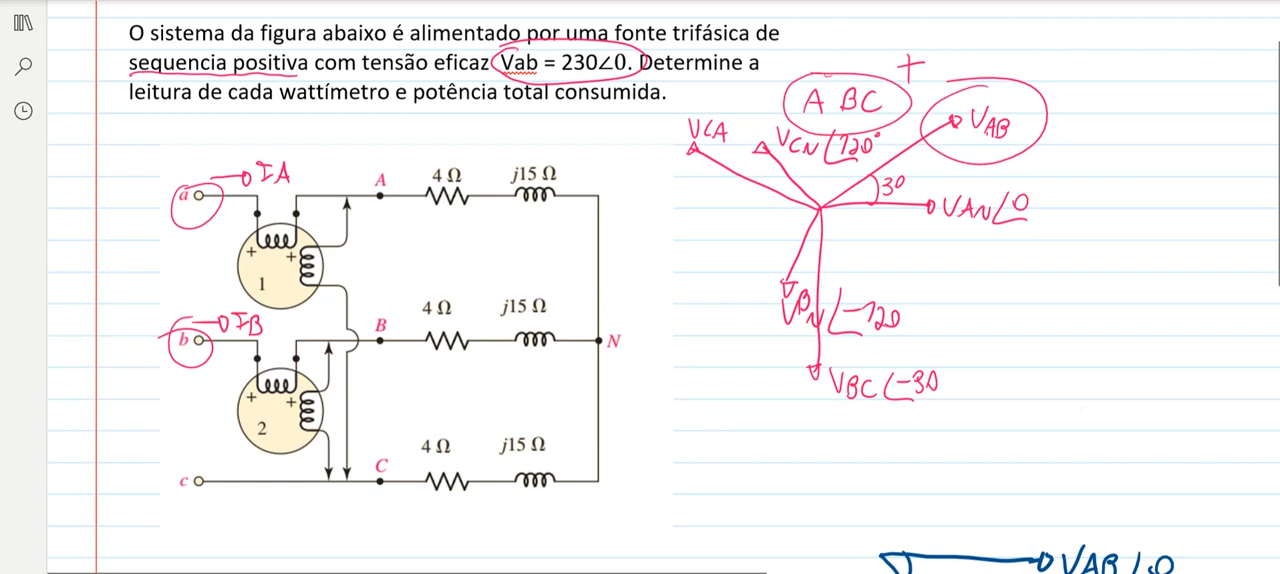 O sistema da figura abaixo é alimentado por uma fonte trifásica de
sequencia positiva com tensão eficaz Vab = 230∠0. Determine a
leitura de cada wattímetro e potência total consumida.
+
A BC
VAB
VCA
VCN∠120°
30
VAN∠0
VBN∠-120
VBC∠-30
a
IA
A
4 Ω
j15 Ω
+
+
1
b
IB
B
4 Ω
j15 Ω
N
+
+
2
c
C
4 Ω
j15 Ω
VAB∠0